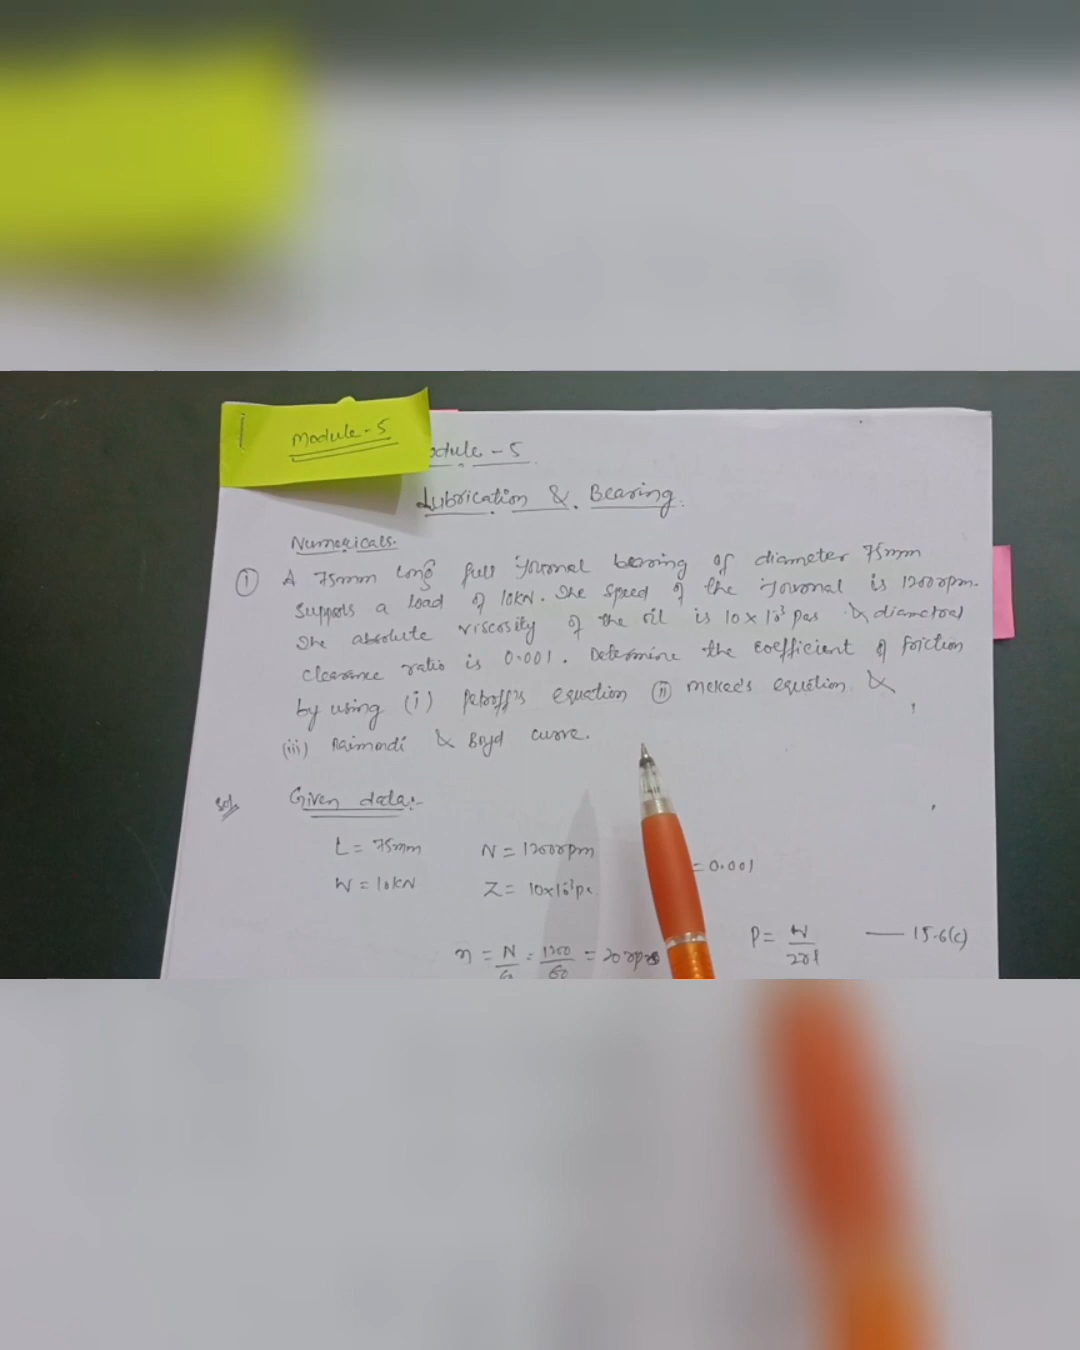 Module - 5
odule - 5
Lubrication & Bearing.
Numericals.
① A 75mm long full Journal bearing of diameter 75mm
supports a load of 10KN. The speed of the journal is 1200rpm.
The absolute viscosity of the oil is 10 x 10⁻³ pas & diametral
clearance ratio is 0.001. Determine the coefficient of friction
by using (i) petroff's equation (ii) mckee's equation &
(iii) Raimondi & Boyd curve.
Sol. Given data:-
L = 75mm N = 1200rpm
= 0.001
W = 10KN Z = 10x10⁻³pa
P = W/2rl — 15.6(c)
n = N/60 = 1200/60 = 20 rps